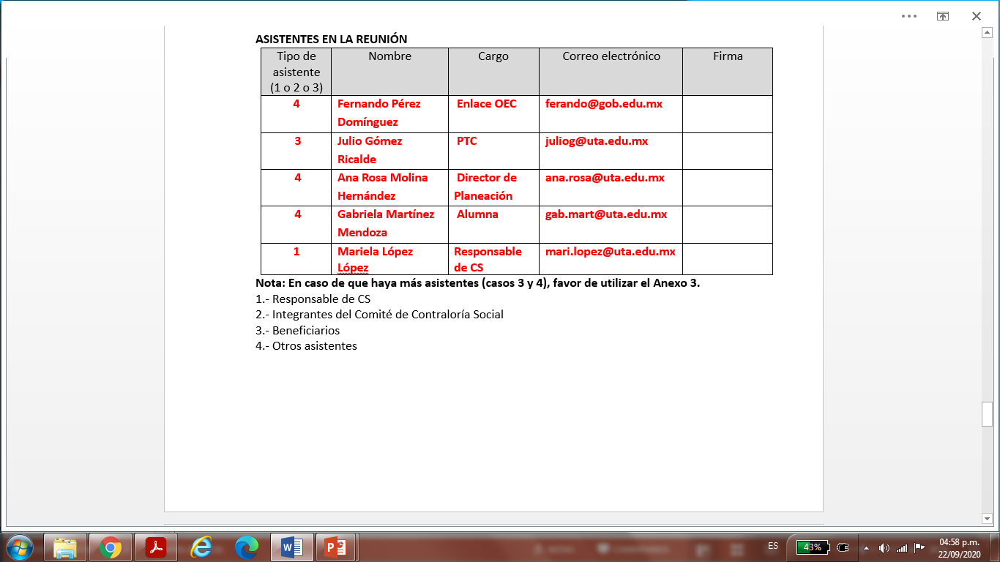 ASISTENTES EN LA REUNIÓN
Tipo de asistente (1 o 2 o 3) Nombre Cargo Correo electrónico Firma
4 Fernando Pérez Domínguez Enlace OEC ferando@gob.edu.mx
3 Julio Gómez Ricalde PTC juliog@uta.edu.mx
4 Ana Rosa Molina Hernández Director de Planeación ana.rosa@uta.edu.mx
4 Gabriela Martínez Mendoza Alumna gab.mart@uta.edu.mx
1 Mariela López López Responsable de CS mari.lopez@uta.edu.mx
Nota: En caso de que haya más asistentes (casos 3 y 4), favor de utilizar el Anexo 3.
1.- Responsable de CS
2.- Integrantes del Comité de Contraloría Social
3.- Beneficiarios
4.- Otros asistentes
ES 43% 04:58 p.m.
22/09/2020